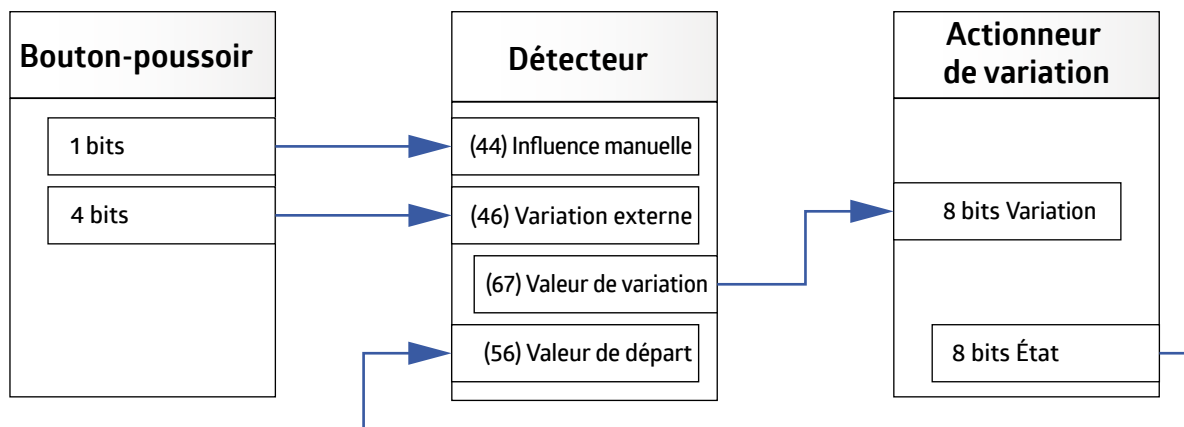 Bouton-poussoir
1 bits
4 bits
Détecteur
(44) Influence manuelle
(46) Variation externe
(67) Valeur de variation
(56) Valeur de départ
Actionneur
de variation
8 bits Variation
8 bits État